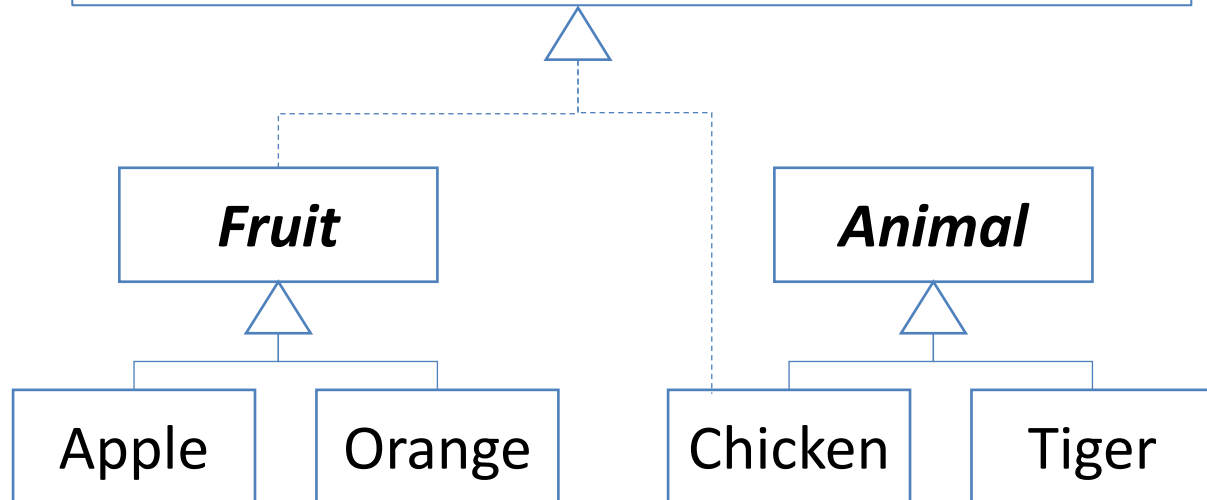 Fruit
Animal
Apple
Orange
Chicken
Tiger